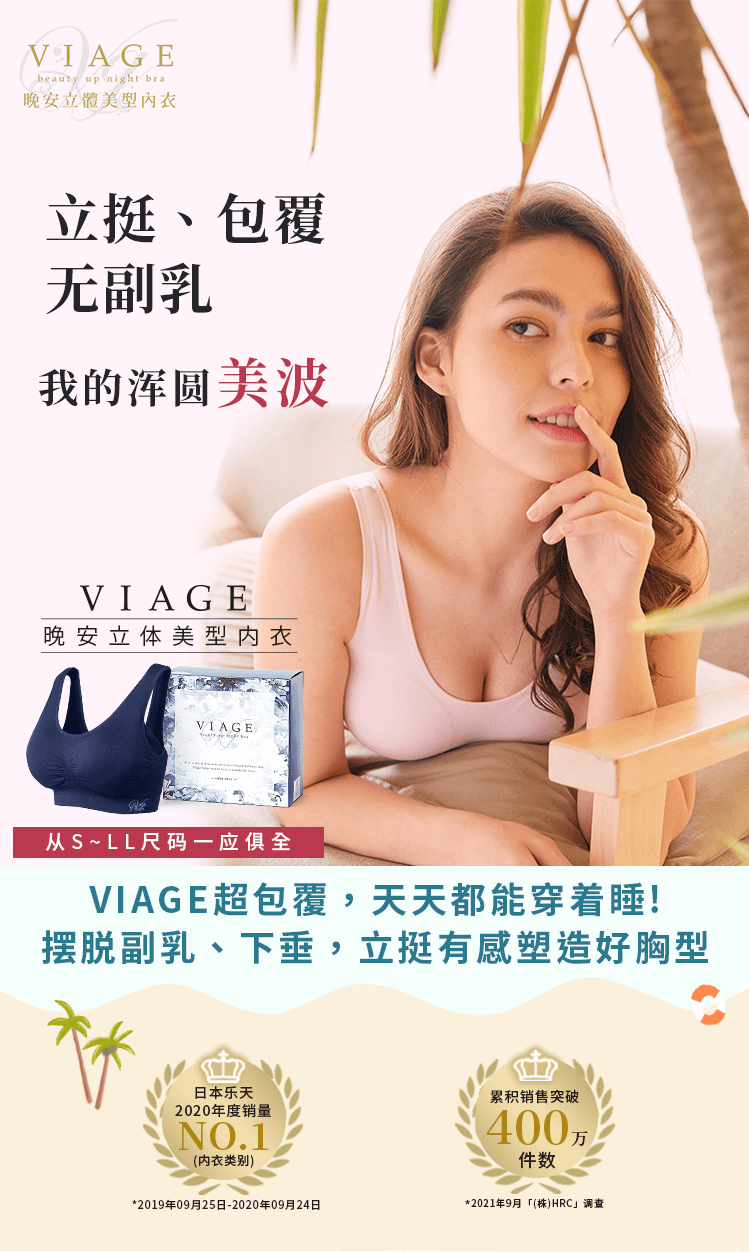 VIAGE
beauty up night bra
晚安立體美型內衣
立挺、包覆
无副乳
我的浑圆美波
VIAGE
晚安立体美型内衣
VIAGE
beauty up night bra
从S~LL尺码一应俱全
VIAGE超包覆，天天都能穿着睡!
摆脱副乳、下垂，立挺有感塑造好胸型
日本乐天
2020年度销量
NO.1
(内衣类别)
*2019年09月25日-2020年09月24日
累积销售突破
400万
件数
*2021年9月「(株)HRC」调查